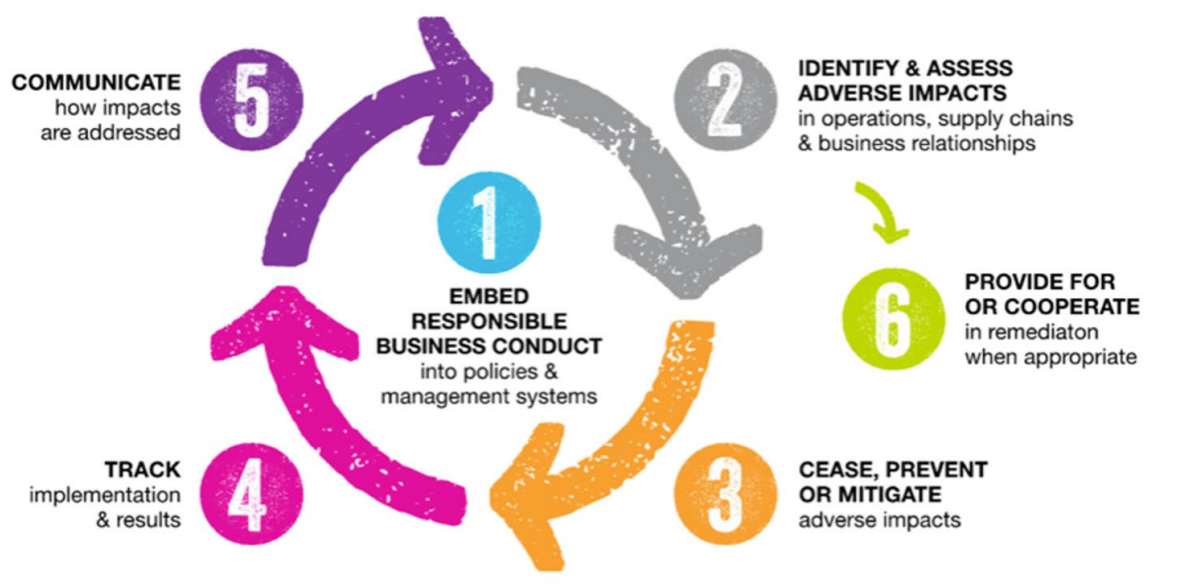 5
COMMUNICATE
how impacts
are addressed
2
IDENTIFY & ASSESS
ADVERSE IMPACTS
in operations, supply chains
& business relationships
1
EMBED
RESPONSIBLE
BUSINESS CONDUCT
into policies &
management systems
6
PROVIDE FOR
OR COOPERATE
in remediaton
when appropriate
4
TRACK
implementation
& results
3
CEASE, PREVENT
OR MITIGATE
adverse impacts